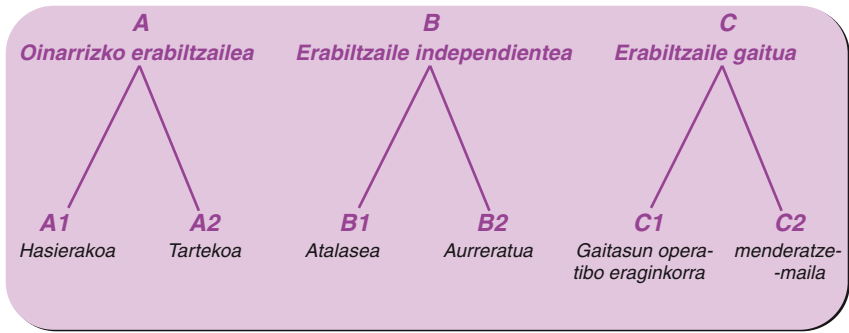 A
Oinarrizko erabiltzailea
B
Erabiltzaile independientea
C
Erabiltzaile gaitua
A1
Hasierakoa
A2
Tartekoa
B1
Atalasea
B2
Aurreratua
C1
Gaitasun opera-
tibo eraginkorra
C2
menderatze-
-maila